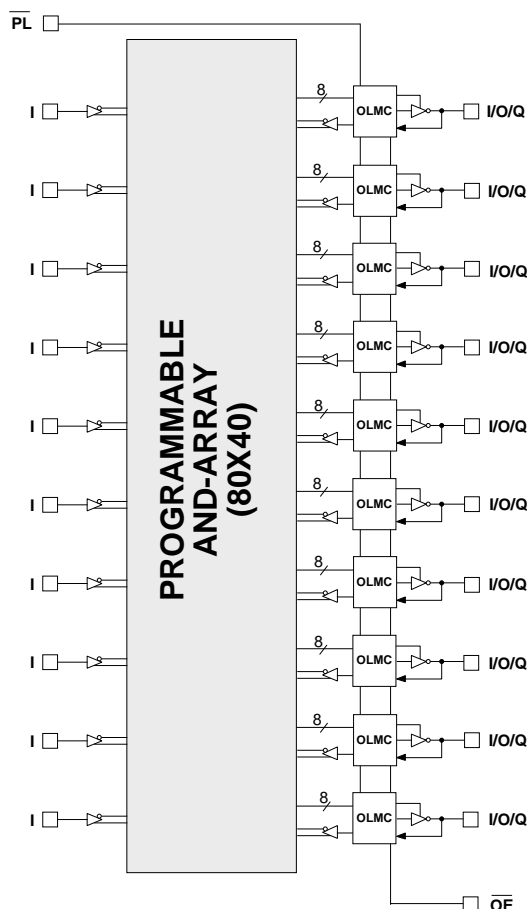 PL
8
I OLMC I/O/Q
8
I OLMC I/O/Q
8
I OLMC I/O/Q
8
I OLMC I/O/Q
8
I OLMC I/O/Q
8
I OLMC I/O/Q
8
I OLMC I/O/Q
8
I OLMC I/O/Q
8
I OLMC I/O/Q
8
I OLMC I/O/Q
PROGRAMMABLE
AND-ARRAY
(80X40)
OE